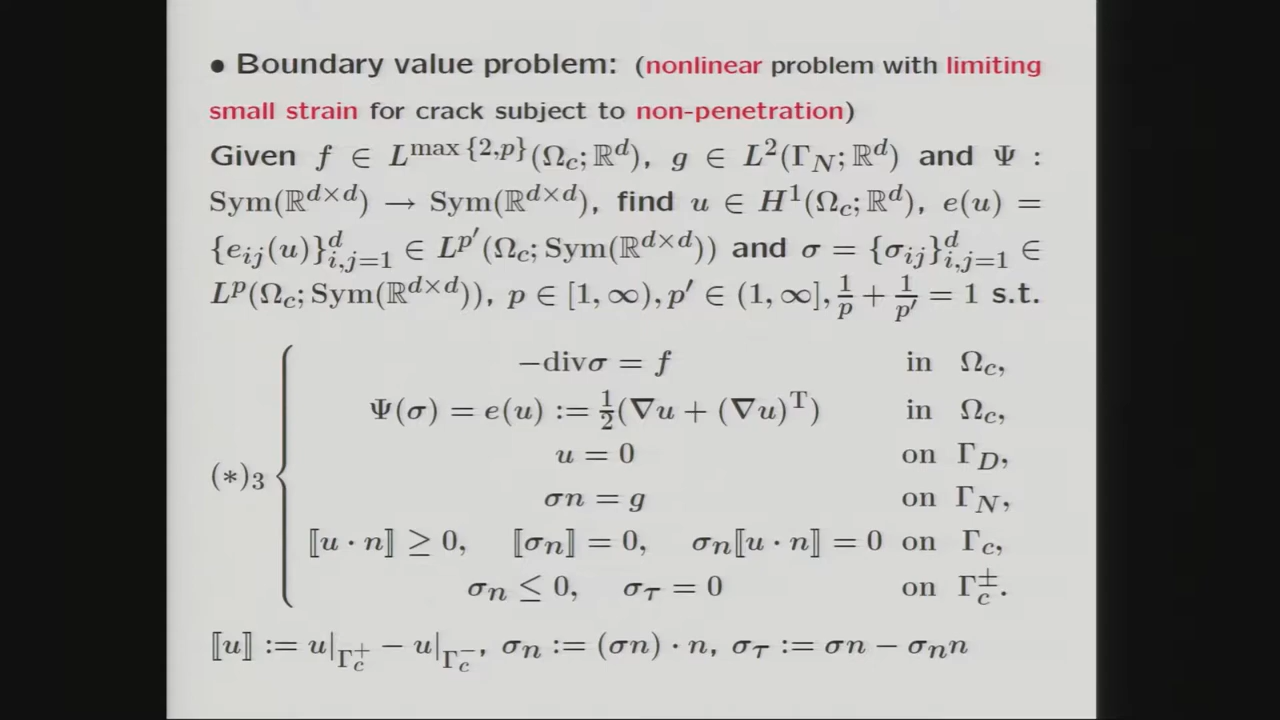 • Boundary value problem: (nonlinear problem with limiting
small strain for crack subject to non-penetration)
Given f ∈ L^{max {2,p}}(Ω_c; ℝ^d), g ∈ L^2(Γ_N; ℝ^d) and Ψ :
Sym(ℝ^{d×d}) → Sym(ℝ^{d×d}), find u ∈ H^1(Ω_c; ℝ^d), e(u) =
{e_{ij}(u)}^d_{i,j=1} ∈ L^{p′}(Ω_c; Sym(ℝ^{d×d})) and σ = {σ_{ij}}^d_{i,j=1} ∈
L^p(Ω_c; Sym(ℝ^{d×d})), p ∈ [1, ∞), p′ ∈ (1, ∞], 1/p + 1/p′ = 1 s.t.
−divσ = f in Ω_c,
Ψ(σ) = e(u) := 1/2(∇u + (∇u)^T) in Ω_c,
u = 0 on Γ_D,
(∗)_3
σn = g on Γ_N,
⟦u · n⟧ ≥ 0, ⟦σn⟧ = 0, σ_n⟦u · n⟧ = 0 on Γ_c,
σ_n ≤ 0, σ_τ = 0 on Γ_c^±.
⟦u⟧ := u|_{Γ_c^+} − u|_{Γ_c^−}, σ_n := (σn) · n, σ_τ := σn − σ_n n